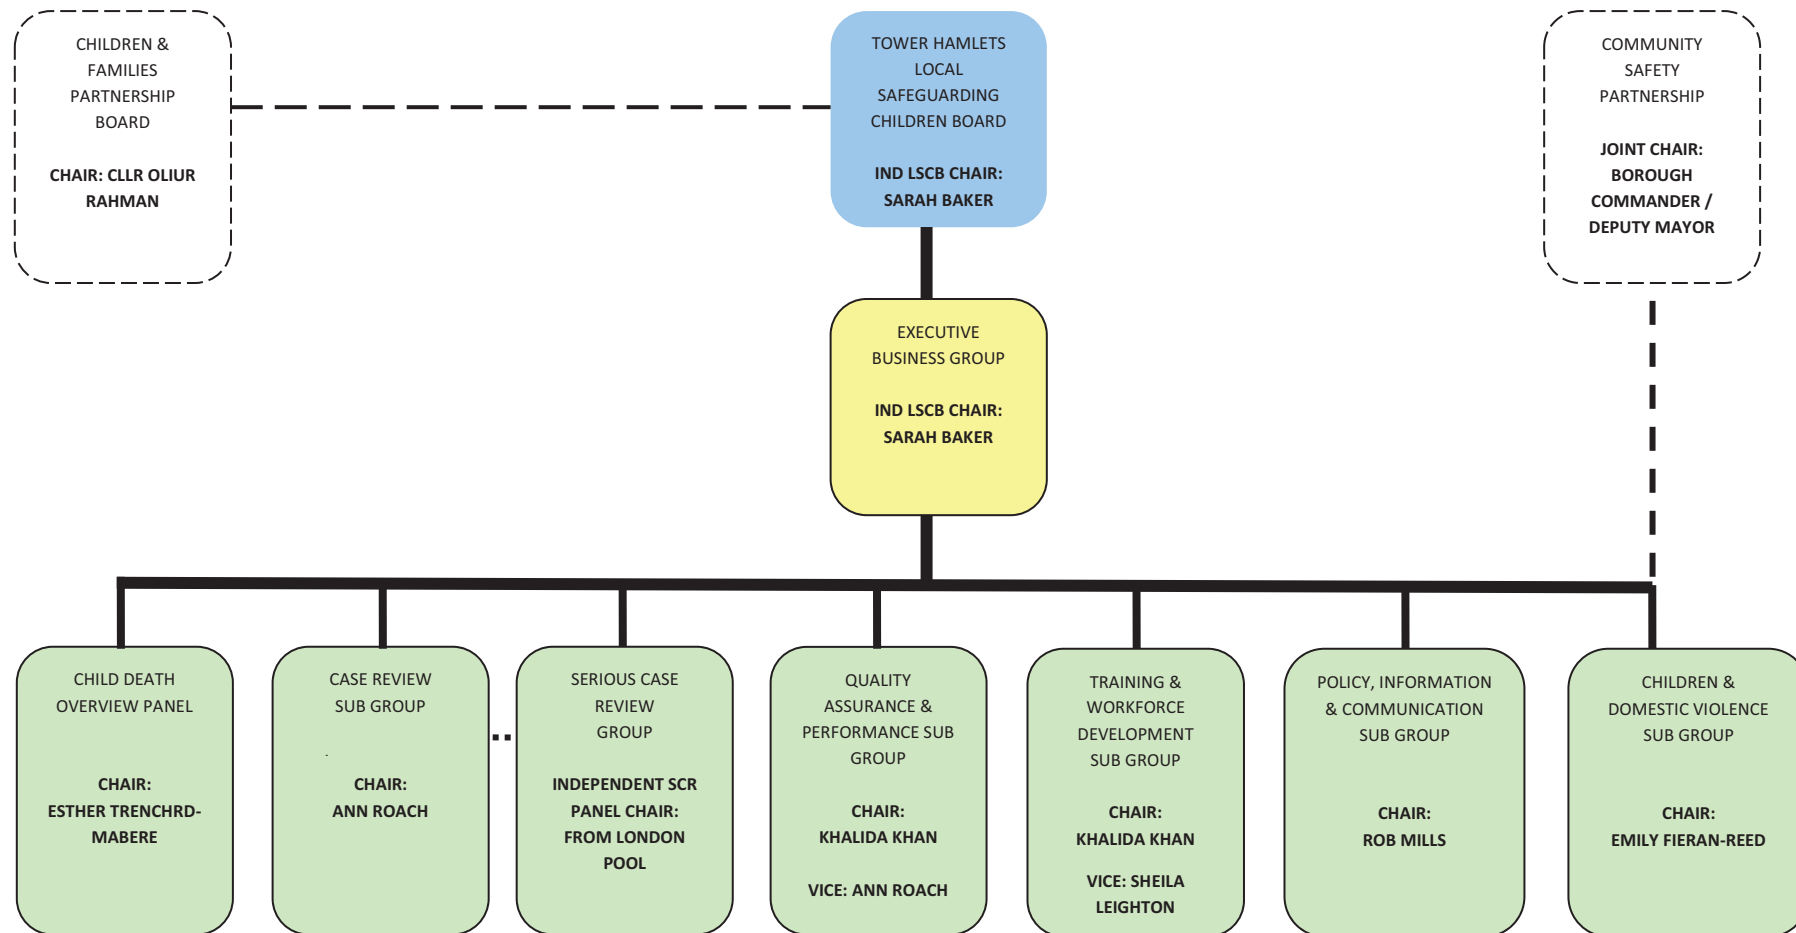 CHILDREN &
FAMILIES
PARTNERSHIP
BOARD
CHAIR: CLLR OLIUR
RAHMAN
TOWER HAMLETS
LOCAL
SAFEGUARDING
CHILDREN BOARD
IND LSCB CHAIR:
SARAH BAKER
COMMUNITY
SAFETY
PARTNERSHIP
JOINT CHAIR:
BOROUGH
COMMANDER /
DEPUTY MAYOR
EXECUTIVE
BUSINESS GROUP
IND LSCB CHAIR:
SARAH BAKER
CHILD DEATH
OVERVIEW PANEL
CHAIR:
ESTHER TRENCHRD-
MABERE
CASE REVIEW
SUB GROUP
CHAIR:
ANN ROACH
SERIOUS CASE
REVIEW
GROUP
INDEPENDENT SCR
PANEL CHAIR:
FROM LONDON
POOL
QUALITY
ASSURANCE &
PERFORMANCE SUB
GROUP
CHAIR:
KHALIDA KHAN
VICE: ANN ROACH
TRAINING &
WORKFORCE
DEVELOPMENT
SUB GROUP
CHAIR:
KHALIDA KHAN
VICE: SHEILA
LEIGHTON
POLICY, INFORMATION
& COMMUNICATION
SUB GROUP
CHAIR:
ROB MILLS
CHILDREN &
DOMESTIC VIOLENCE
SUB GROUP
CHAIR:
EMILY FIERAN-REED